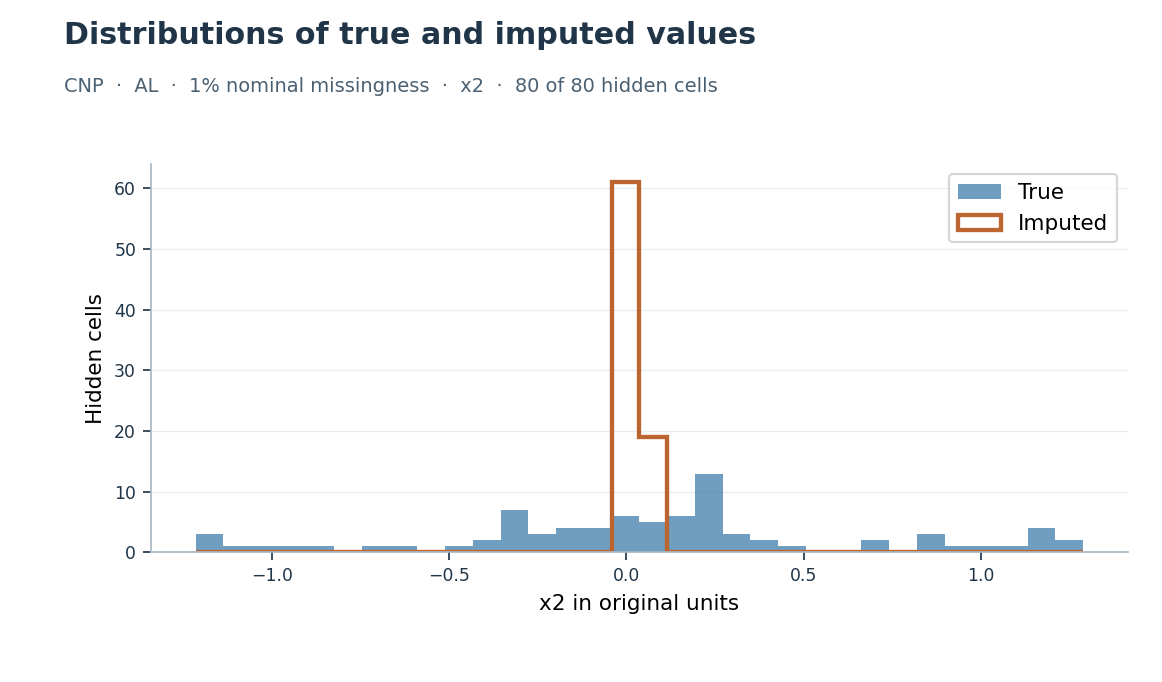 Distributions of true and imputed values
CNP · AL · 1% nominal missingness · x2 · 80 of 80 hidden cells
True
Imputed
Hidden cells
60
50
40
30
20
10
0
−1.0 −0.5 0.0 0.5 1.0
x2 in original units